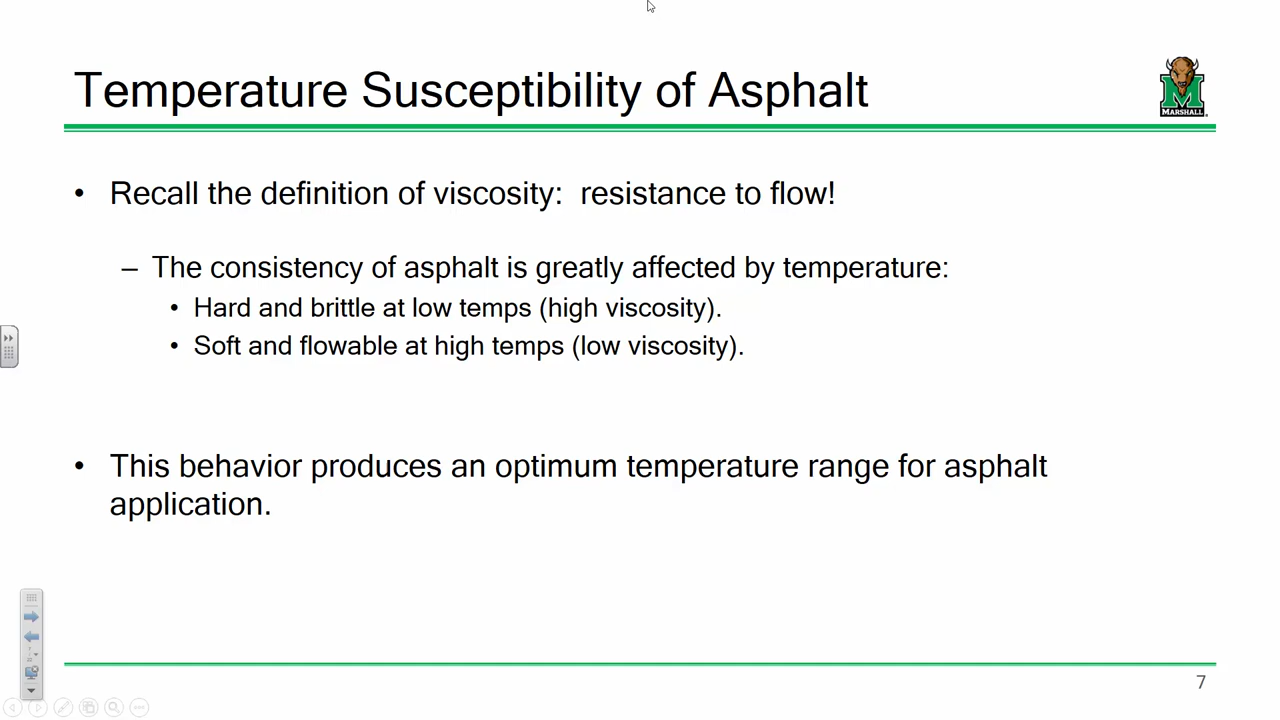 Temperature Susceptibility of Asphalt
MARSHALL
• Recall the definition of viscosity:  resistance to flow!
– The consistency of asphalt is greatly affected by temperature:
• Hard and brittle at low temps (high viscosity).
• Soft and flowable at high temps (low viscosity).
• This behavior produces an optimum temperature range for asphalt
application.
7